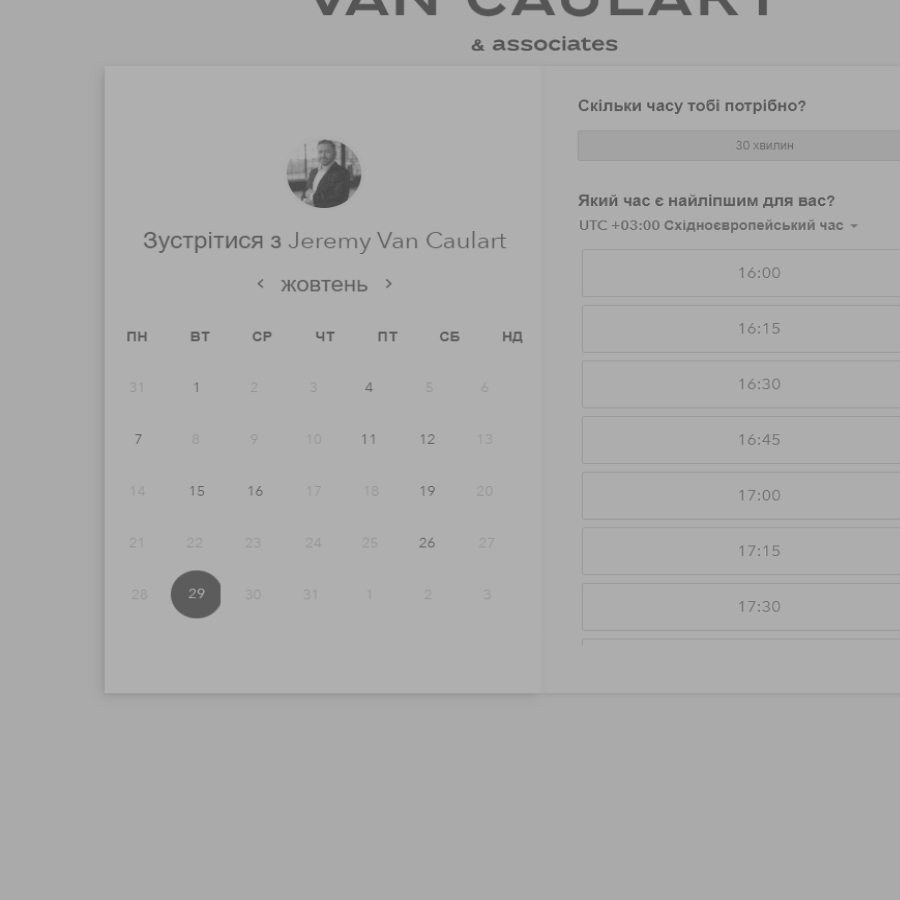 VAN CAULART
& associates
Зустрітися з Jeremy Van Caulart
жовтень
ПН ВТ СР ЧТ ПТ СБ НД
31 1 2 3 4 5 6
7 8 9 10 11 12 13
14 15 16 17 18 19 20
21 22 23 24 25 26 27
28 29 30 31 1 2 3
Скільки часу тобі потрібно?
30 хвилин
Який час є найліпшим для вас?
UTC +03:00 Східноєвропейський час
16:00
16:15
16:30
16:45
17:00
17:15
17:30